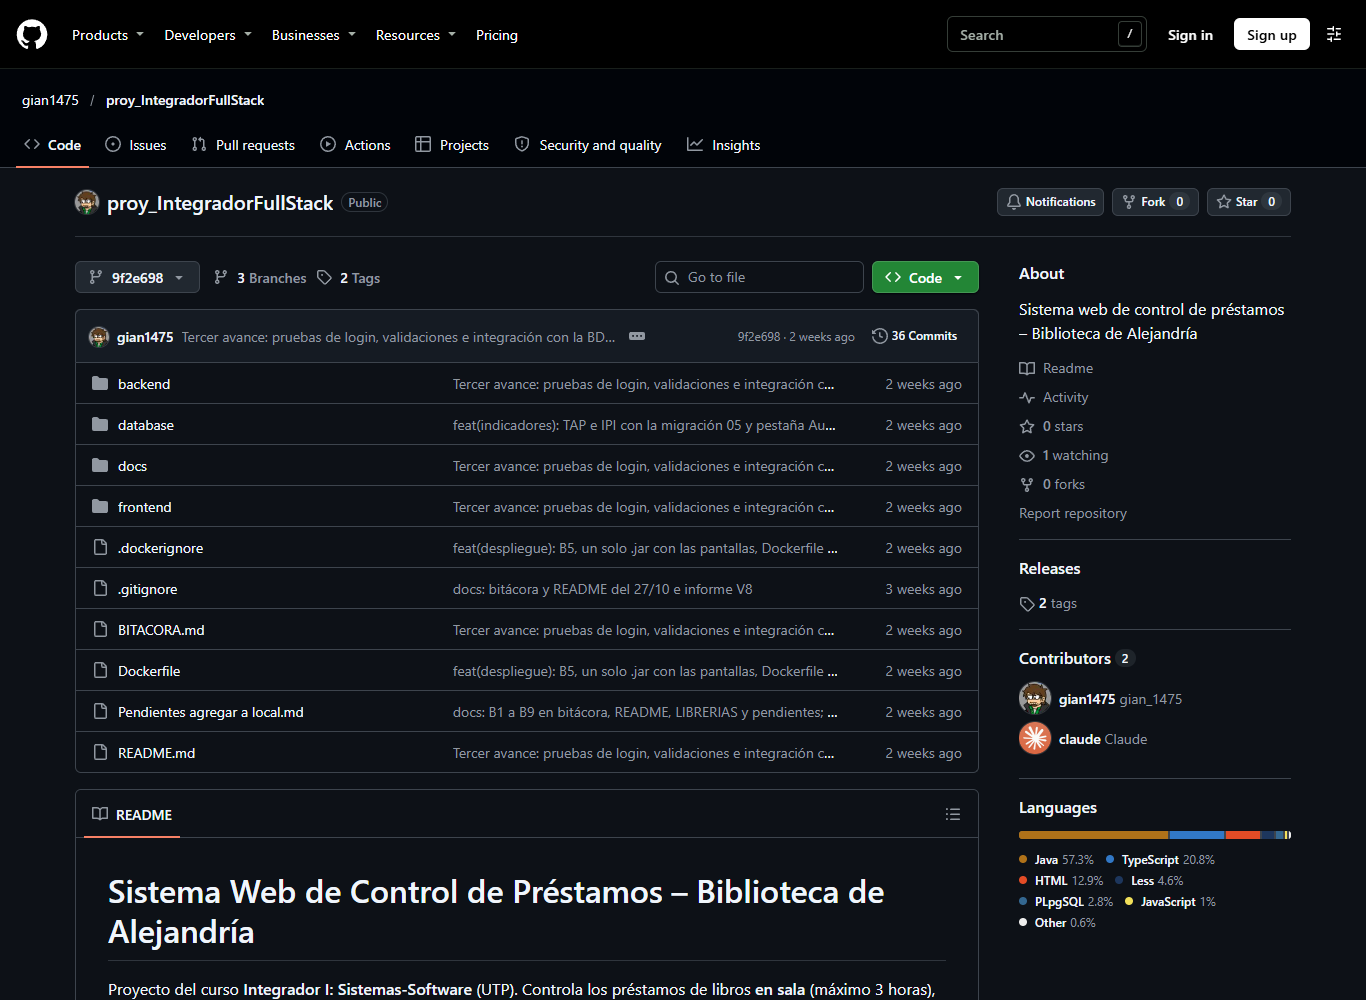 Products Developers Businesses Resources Pricing Search / Sign in Sign up
gian1475 / proy_IntegradorFullStack
Code Issues Pull requests Actions Projects Security and quality Insights
proy_IntegradorFullStack Public Notifications Fork 0 Star 0
9f2e698 3 Branches 2 Tags Go to file Code
gian1475 Tercer avance: pruebas de login, validaciones e integración con la BD... 9f2e698 · 2 weeks ago 36 Commits
backend Tercer avance: pruebas de login, validaciones e integración c... 2 weeks ago
database feat(indicadores): TAP e IPI con la migración 05 y pestaña Au... 2 weeks ago
docs Tercer avance: pruebas de login, validaciones e integración c... 2 weeks ago
frontend Tercer avance: pruebas de login, validaciones e integración c... 2 weeks ago
.dockerignore feat(despliegue): B5, un solo .jar con las pantallas, Dockerfile ... 2 weeks ago
.gitignore docs: bitácora y README del 27/10 e informe V8 3 weeks ago
BITACORA.md Tercer avance: pruebas de login, validaciones e integración c... 2 weeks ago
Dockerfile feat(despliegue): B5, un solo .jar con las pantallas, Dockerfile ... 2 weeks ago
Pendientes agregar a local.md docs: B1 a B9 en bitácora, README, LIBRERIAS y pendientes; ... 2 weeks ago
README.md Tercer avance: pruebas de login, validaciones e integración c... 2 weeks ago
README
Sistema Web de Control de Préstamos – Biblioteca de
Alejandría
Proyecto del curso Integrador I: Sistemas-Software (UTP). Controla los préstamos de libros en sala (máximo 3 horas),
About
Sistema web de control de préstamos
– Biblioteca de Alejandría
Readme
Activity
0 stars
1 watching
0 forks
Report repository
Releases
2 tags
Contributors 2
gian1475 gian_1475
claude Claude
Languages
Java 57.3% TypeScript 20.8%
HTML 12.9% Less 4.6%
PLpgSQL 2.8% JavaScript 1%
Other 0.6%